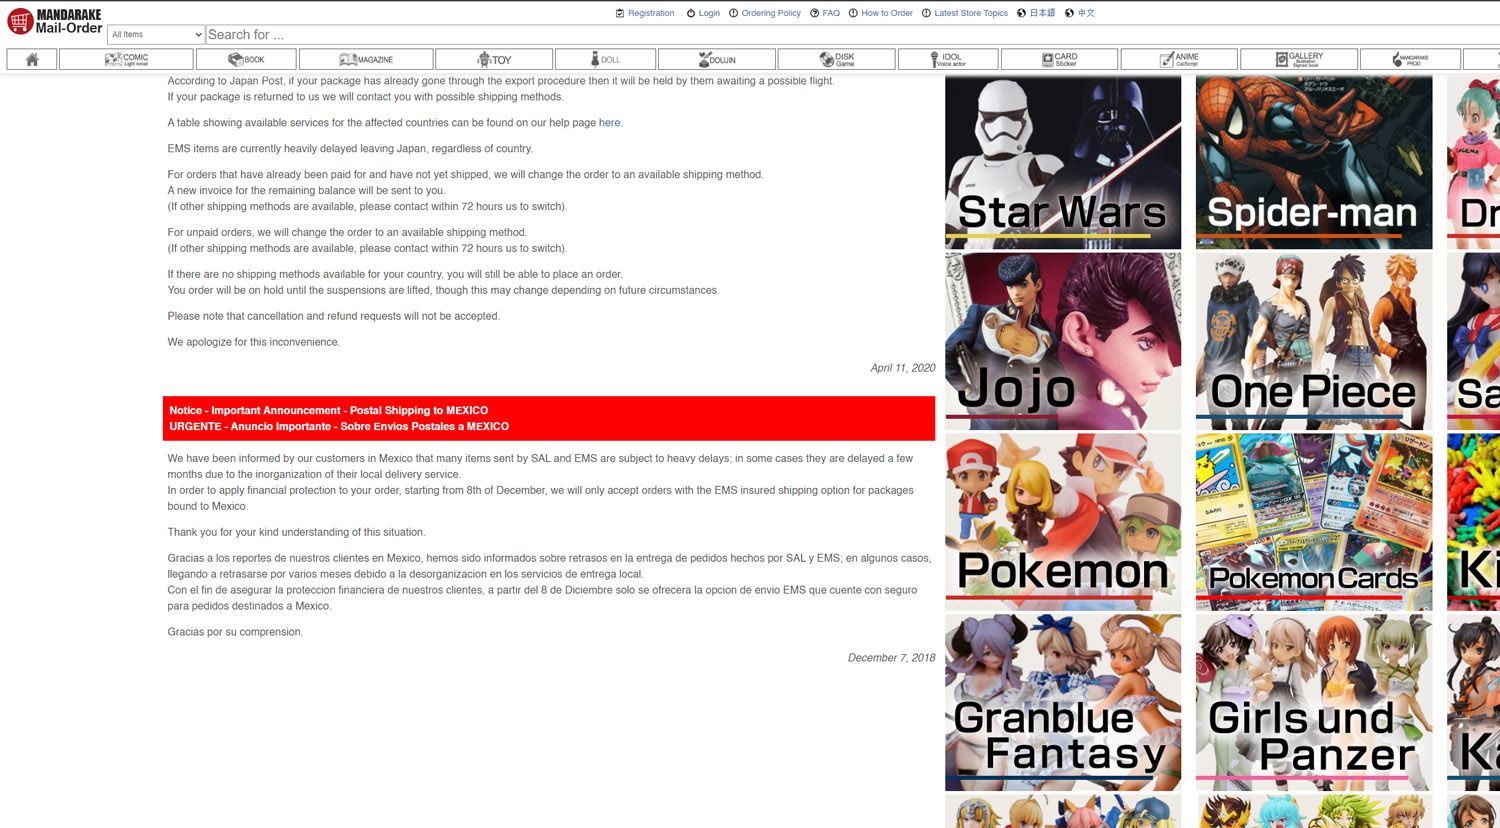 MANDARAKE
Mail-Order
Registration Login Ordering Policy FAQ How to Order Latest Store Topics 日本語 中文
All Items Search for ...
COMIC
Light novel
BOOK
MAGAZINE
TOY
DOLL
DOUJIN
DISK
Game
IDOL
Voice actor
CARD
Sticker
ANIME
Cel/Script
GALLERY
Illustration
Signed book
MANDARAKE
PROD.
According to Japan Post, if your package has already gone through the export procedure then it will be held by them awaiting a possible flight.
If your package is returned to us we will contact you with possible shipping methods.
A table showing available services for the affected countries can be found on our help page here.
EMS items are currently heavily delayed leaving Japan, regardless of country.
For orders that have already been paid for and have not yet shipped, we will change the order to an available shipping method.
A new invoice for the remaining balance will be sent to you.
(If other shipping methods are available, please contact within 72 hours us to switch).
For unpaid orders, we will change the order to an available shipping method.
(If other shipping methods are available, please contact within 72 hours us to switch).
If there are no shipping methods available for your country, you will still be able to place an order.
You order will be on hold until the suspensions are lifted, though this may change depending on future circumstances.
Please note that cancellation and refund requests will not be accepted.
We apologize for this inconvenience.
April 11, 2020
Notice - Important Announcement - Postal Shipping to MEXICO
URGENTE - Anuncio Importante - Sobre Envios Postales a MEXICO
We have been informed by our customers in Mexico that many items sent by SAL and EMS are subject to heavy delays; in some cases they are delayed a few
months due to the inorganization of their local delivery service.
In order to apply financial protection to your order, starting from 8th of December, we will only accept orders with the EMS insured shipping option for packages
bound to Mexico.
Thank you for your kind understanding of this situation.
Gracias a los reportes de nuestros clientes en Mexico, hemos sido informados sobre retrasos en la entrega de pedidos hechos por SAL y EMS; en algunos casos,
llegando a retrasarse por varios meses debido a la desorganizacion en los servicios de entrega local.
Con el fin de asegurar la proteccion financiera de nuestros clientes, a partir del 8 de Diciembre solo se ofrecera la opcion de envio EMS que cuente con seguro
para pedidos destinados a Mexico.
Gracias por su comprension.
December 7, 2018
Star Wars
Spider-man
Dr
Jojo
One Piece
Sa
Pokemon
Pokemon Cards
Ki
Granblue
Fantasy
Girls und
Panzer
Ka